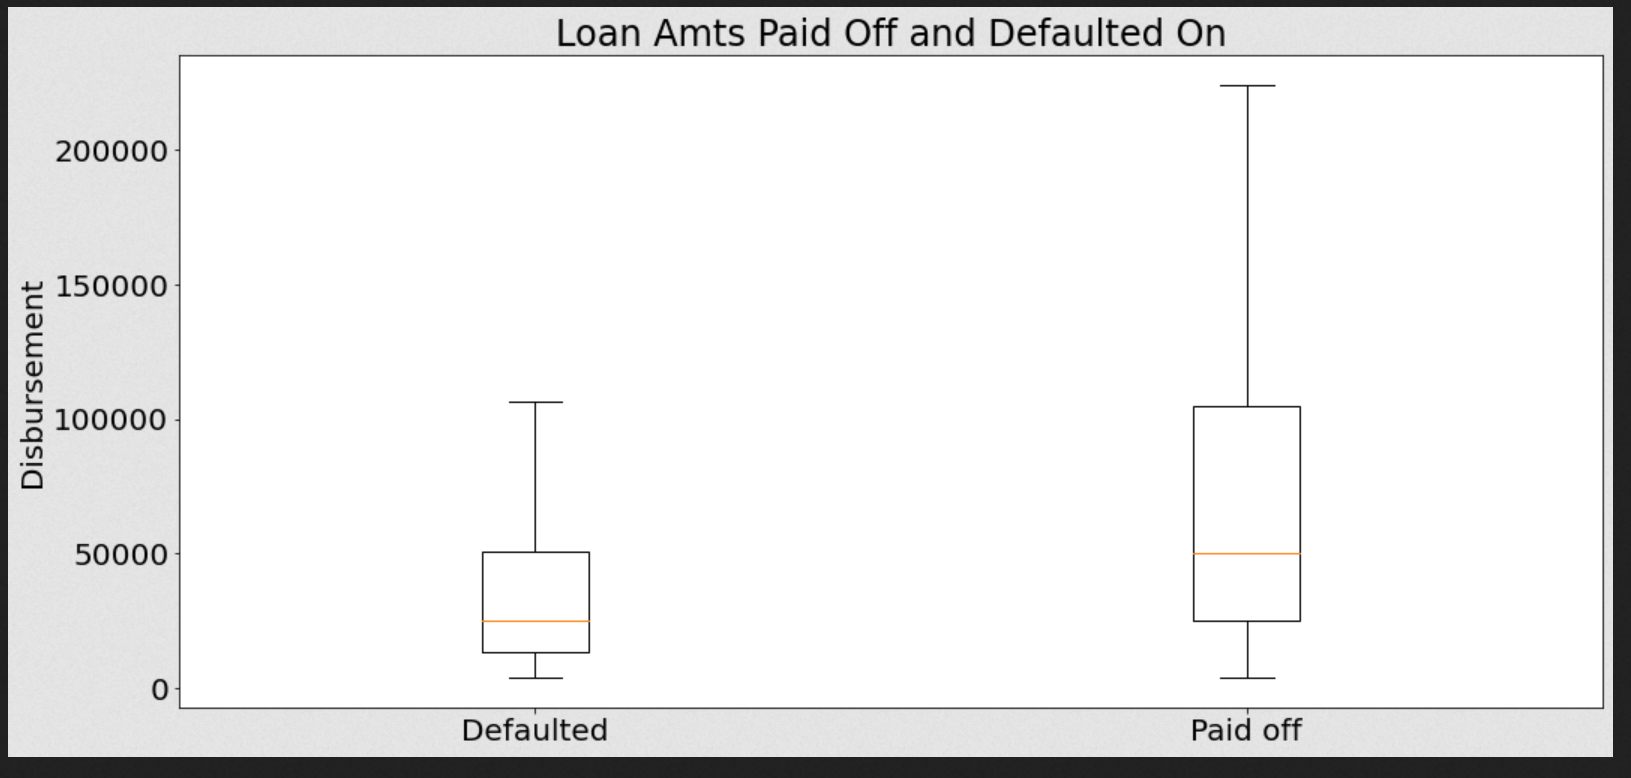 Loan Amts Paid Off and Defaulted On
200000
150000
100000
50000
0
Disbursement
Defaulted
Paid off